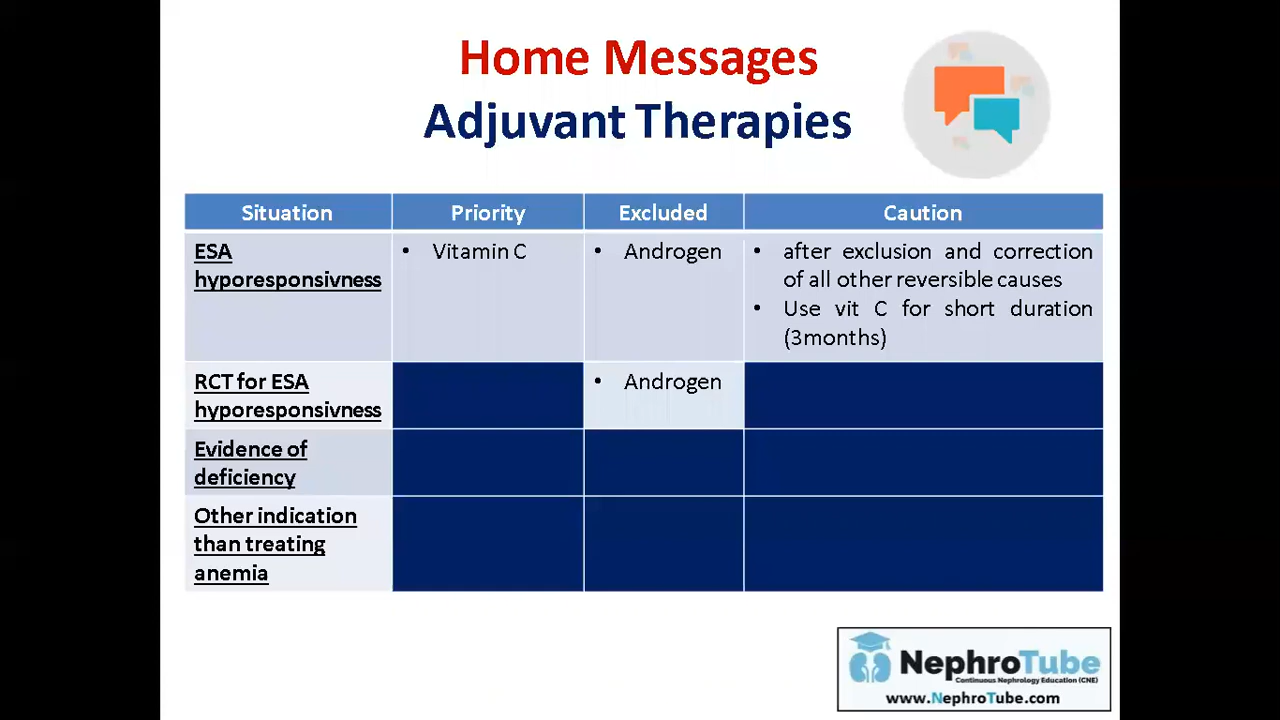 Home Messages
Adjuvant Therapies
Situation
Priority
Excluded
Caution
ESA
hyporesponsivness
• Vitamin C
• Androgen
• after exclusion and correction
of all other reversible causes
• Use vit C for short duration
(3months)
RCT for ESA
hyporesponsivness
• Androgen
Evidence of
deficiency
Other indication
than treating
anemia
NephroTube
Continuous Nephrology Education (CNE)
www.NephroTube.com